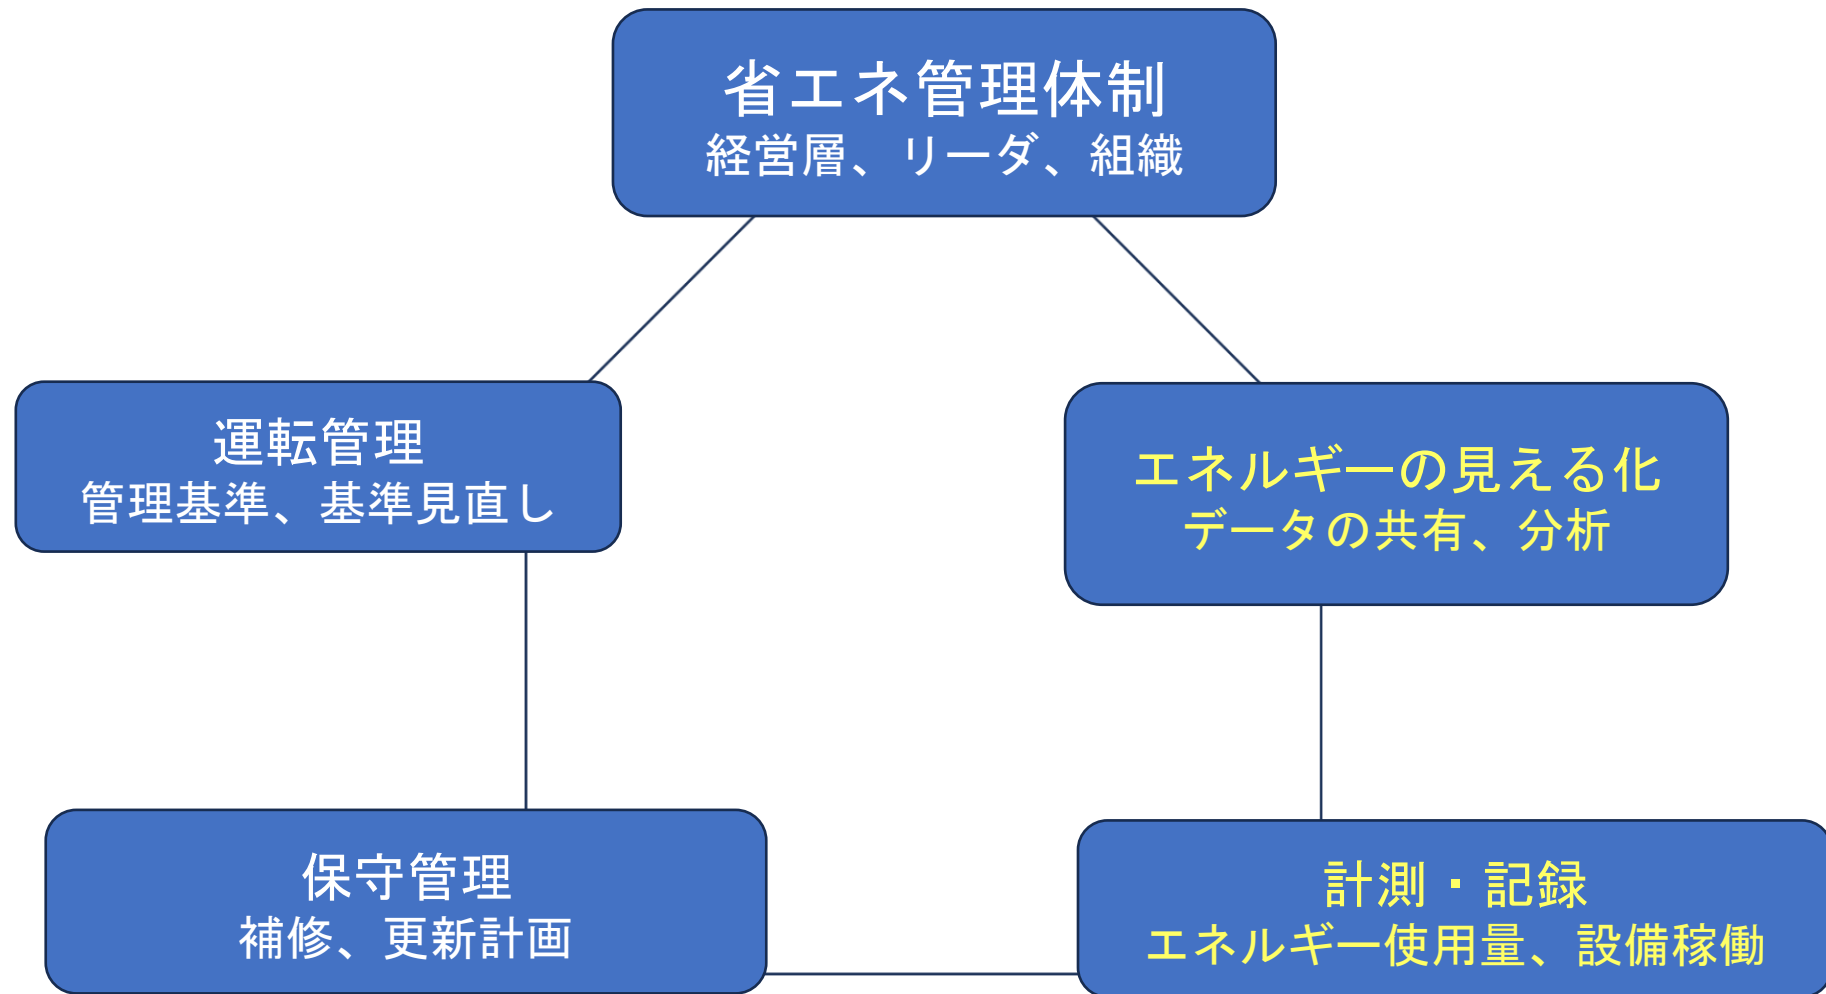 省エネ管理体制
経営層、リーダ、組織
運転管理
管理基準、基準見直し
エネルギーの見える化
データの共有、分析
保守管理
補修、更新計画
計測・記録
エネルギー使用量、設備稼働